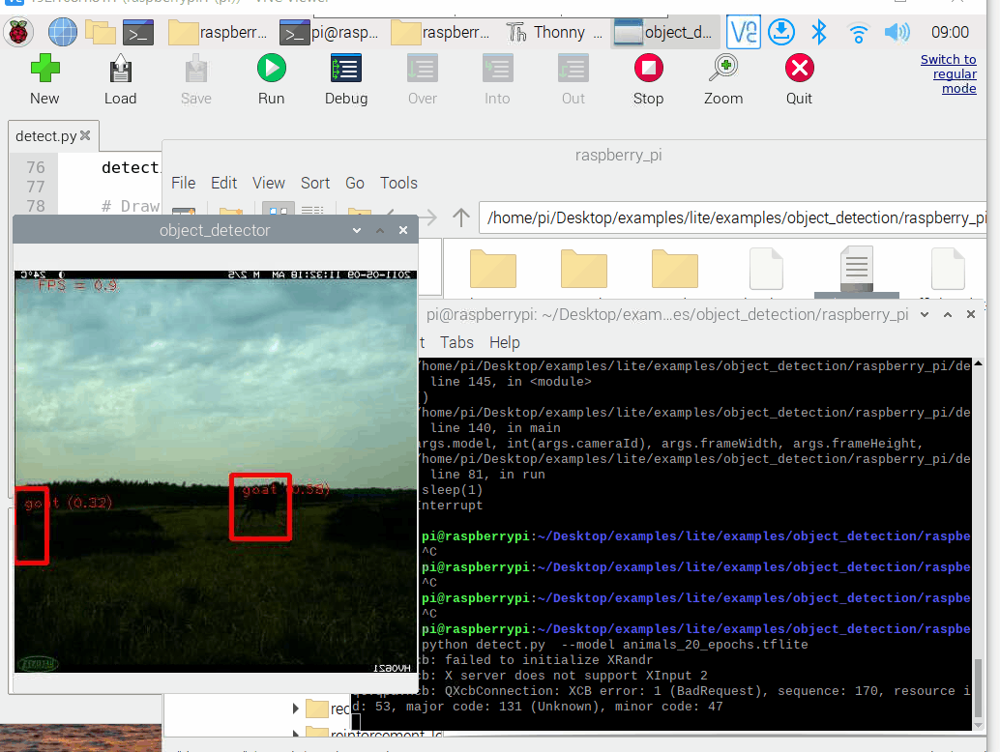 raspberr... pi@rasp... raspberr... Thonny ... object_d... 09:00
New Load Save Run Debug Over Into Out Stop Zoom Quit
Switch to
regular
mode
detect.py
raspberry_pi
76 detecti
77
78 # Draw
File Edit View Sort Go Tools
/home/pi/Desktop/examples/lite/examples/object_detection/raspberry_pi
object_detector
2011-05-09 11:32:18 AM M 2/5 24°C
FPS = 0.9
goat (0.58)
goat (0.32)
HVO621
pi@raspberrypi: ~/Desktop/exam...es/object_detection/raspberry_pi
t Tabs Help
/home/pi/Desktop/examples/lite/examples/object_detection/raspberry_pi/de
line 145, in <module>
)
/home/pi/Desktop/examples/lite/examples/object_detection/raspberry_pi/de
line 140, in main
args.model, int(args.cameraId), args.frameWidth, args.frameHeight,
/home/pi/Desktop/examples/lite/examples/object_detection/raspberry_pi/de
line 81, in run
sleep(1)
Interrupt
pi@raspberrypi:~/Desktop/examples/lite/examples/object_detection/raspbe
^C
pi@raspberrypi:~/Desktop/examples/lite/examples/object_detection/raspbe
^C
pi@raspberrypi:~/Desktop/examples/lite/examples/object_detection/raspbe
^C
pi@raspberrypi:~/Desktop/examples/lite/examples/object_detection/raspbe
python detect.py --model animals_20_epochs.tflite
cb: failed to initialize XRandr
cb: X server does not support XInput 2
cb: QXcbConnection: XCB error: 1 (BadRequest), sequence: 170, resource i
d: 53, major code: 131 (Unknown), minor code: 47
rec